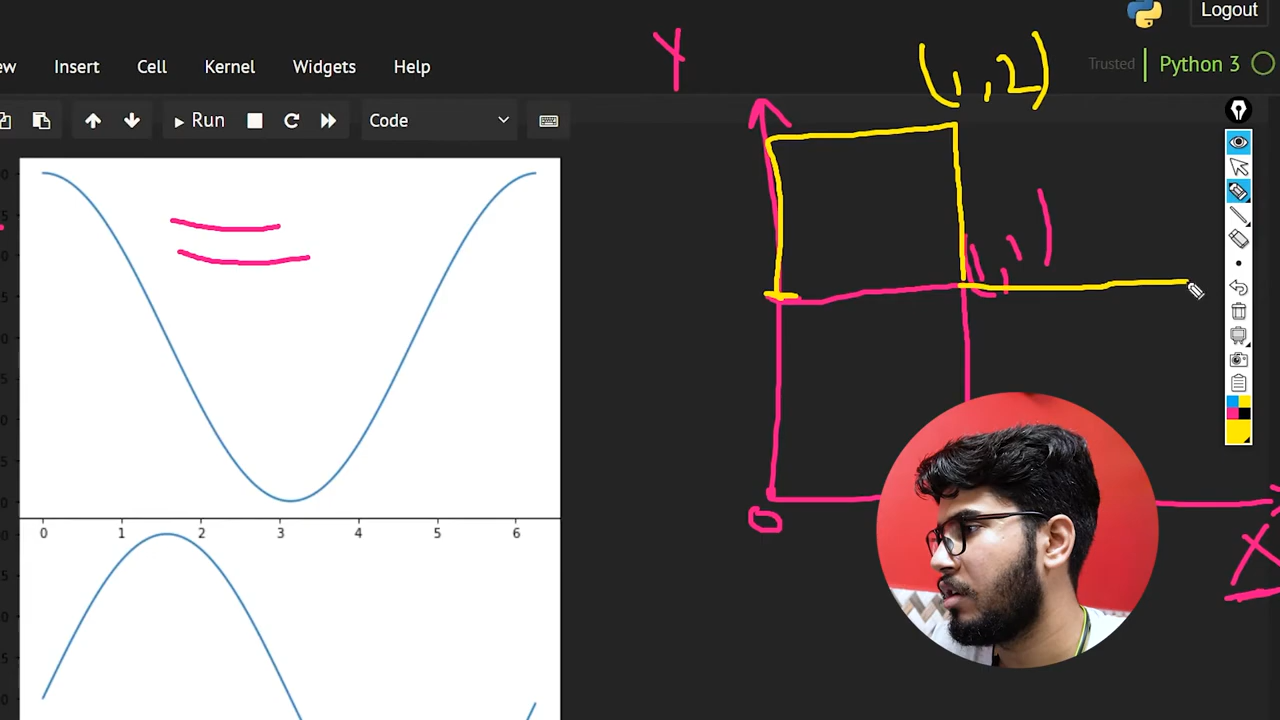 Logout
ew Insert Cell Kernel Widgets Help
Trusted Python 3
Run Code
Y
(1,2)
(1,1)
0 1 2 3 4 5 6
0
X